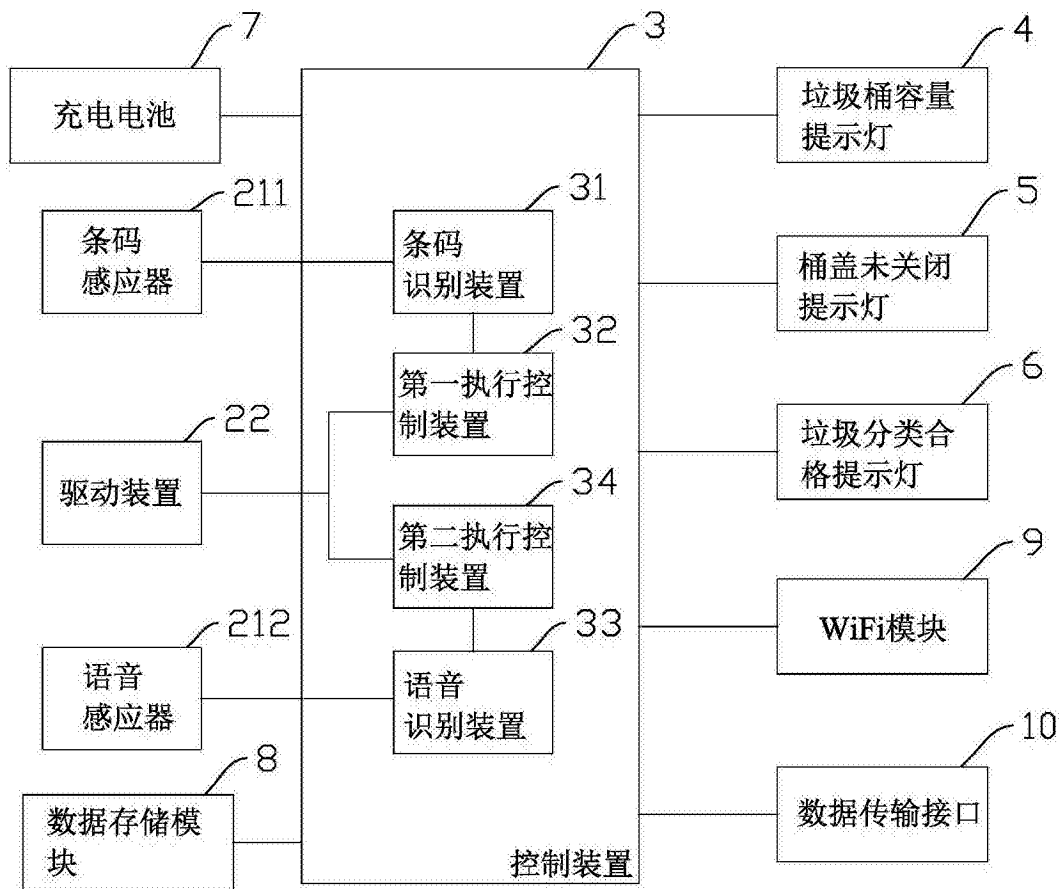 7
充电电池
211
条码
感应器
22
驱动装置
212
语音
感应器
8
数据存储模
块
3
31
条码
识别装置
32
第一执行控
制装置
34
第二执行控
制装置
33
语音
识别装置
控制装置
4
垃圾桶容量
提示灯
5
桶盖未关闭
提示灯
6
垃圾分类合
格提示灯
9
WiFi模块
10
数据传输接口